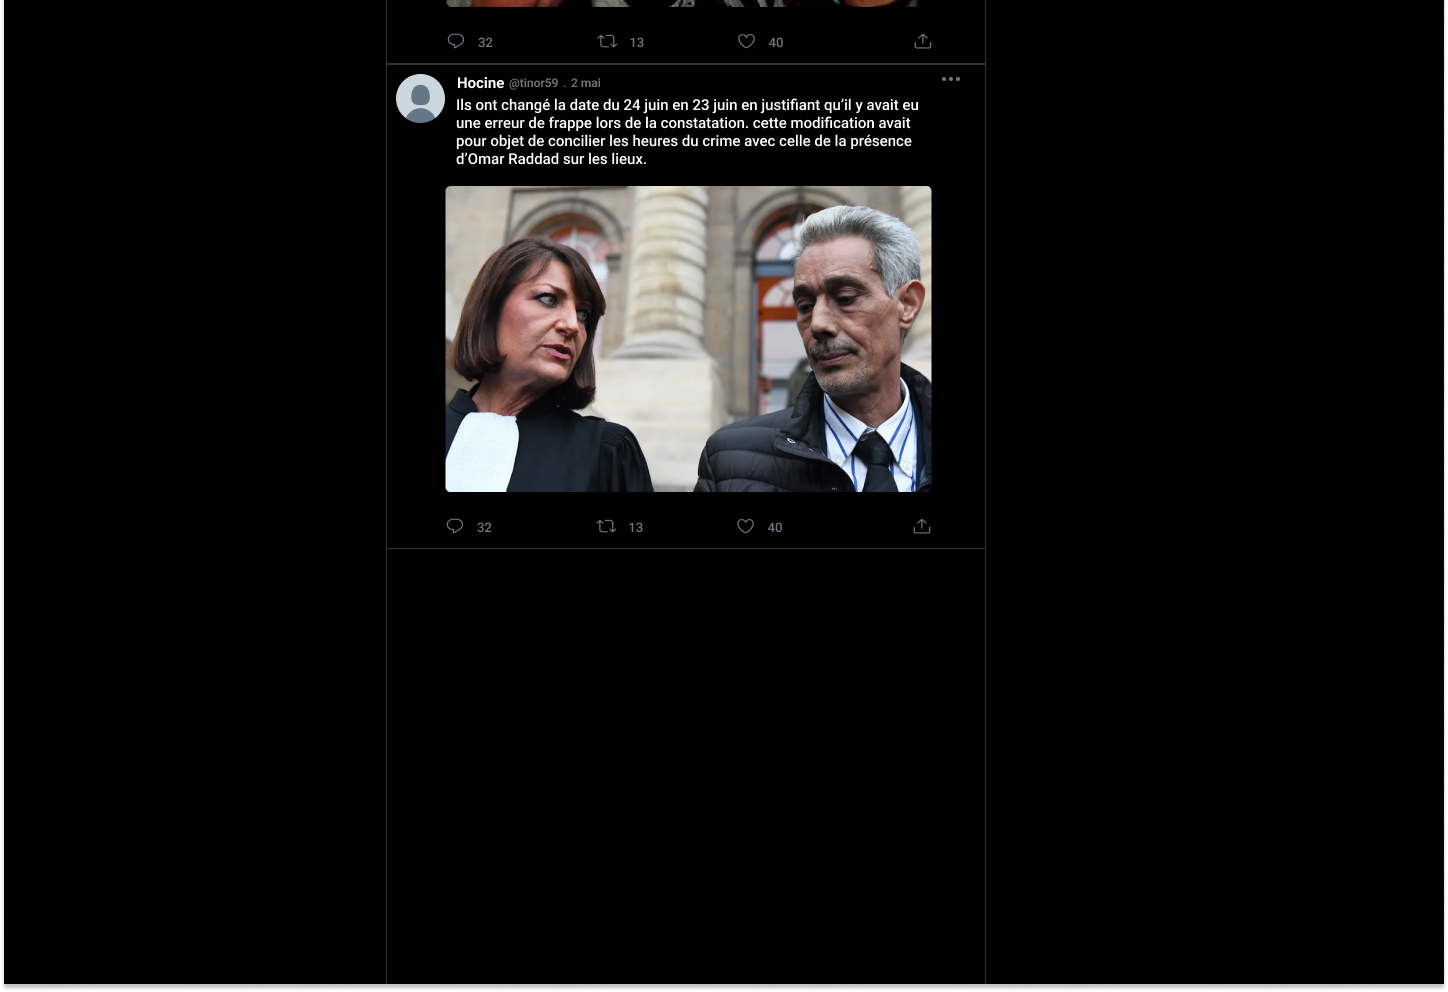 32 13 40
Hocine @tinor59 . 2 mai
Ils ont changé la date du 24 juin en 23 juin en justifiant qu’il y avait eu
une erreur de frappe lors de la constatation. cette modification avait
pour objet de concilier les heures du crime avec celle de la présence
d’Omar Raddad sur les lieux.
32 13 40